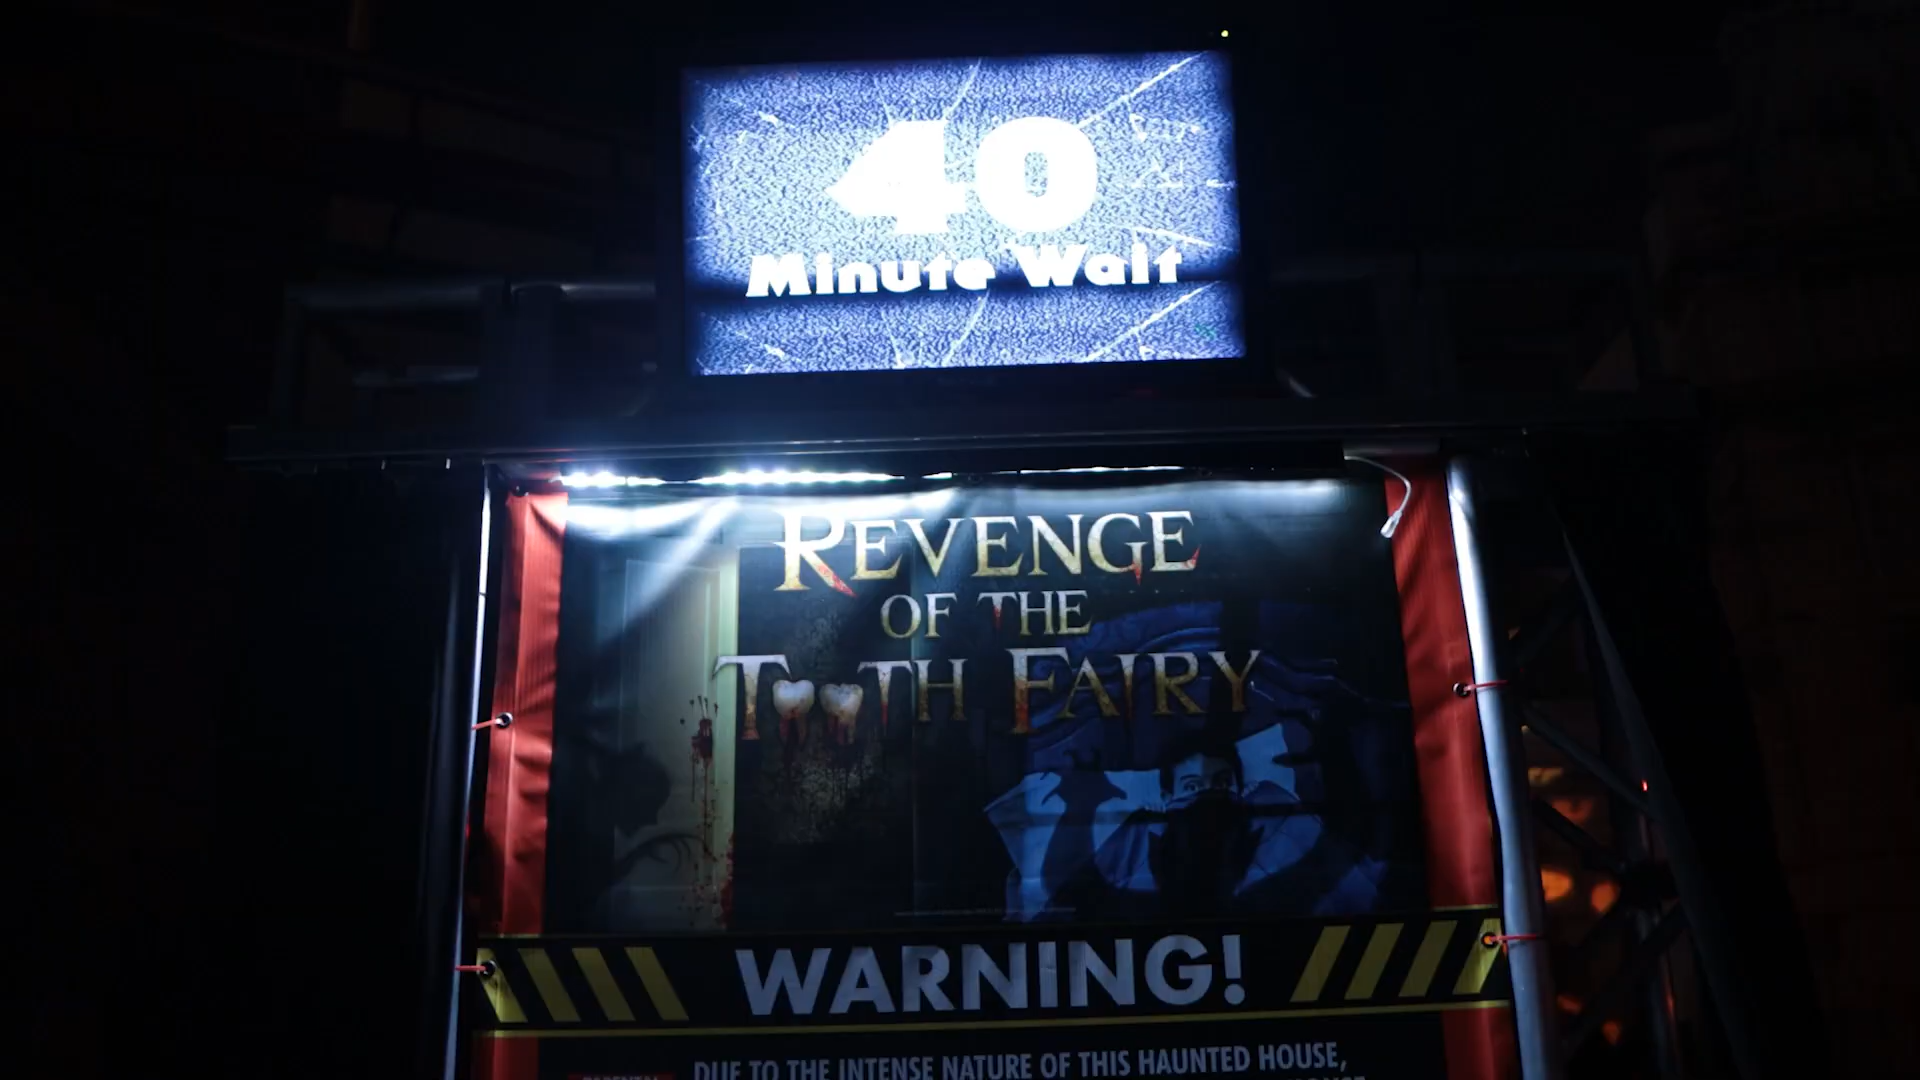 40
Minute Wait
REVENGE
OF THE
TOOTH FAIRY
WARNING!
DUE TO THE INTENSE NATURE OF THIS HAUNTED HOUSE,